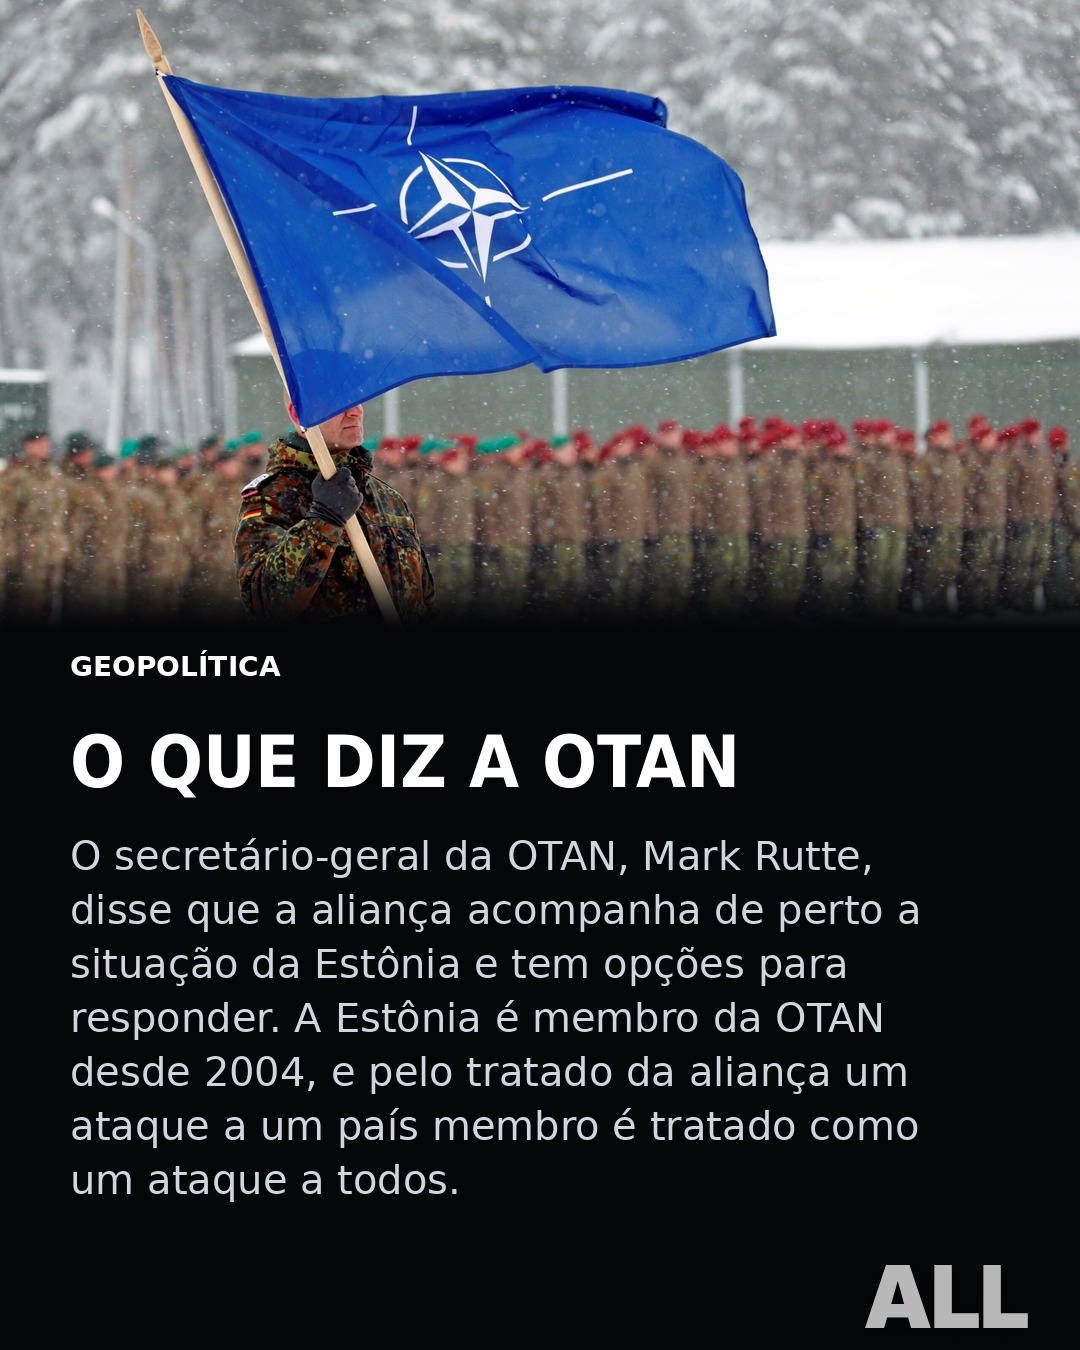 GEOPOLÍTICA
O QUE DIZ A OTAN
O secretário-geral da OTAN, Mark Rutte,
disse que a aliança acompanha de perto a
situação da Estônia e tem opções para
responder. A Estônia é membro da OTAN
desde 2004, e pelo tratado da aliança um
ataque a um país membro é tratado como
um ataque a todos.
ALL